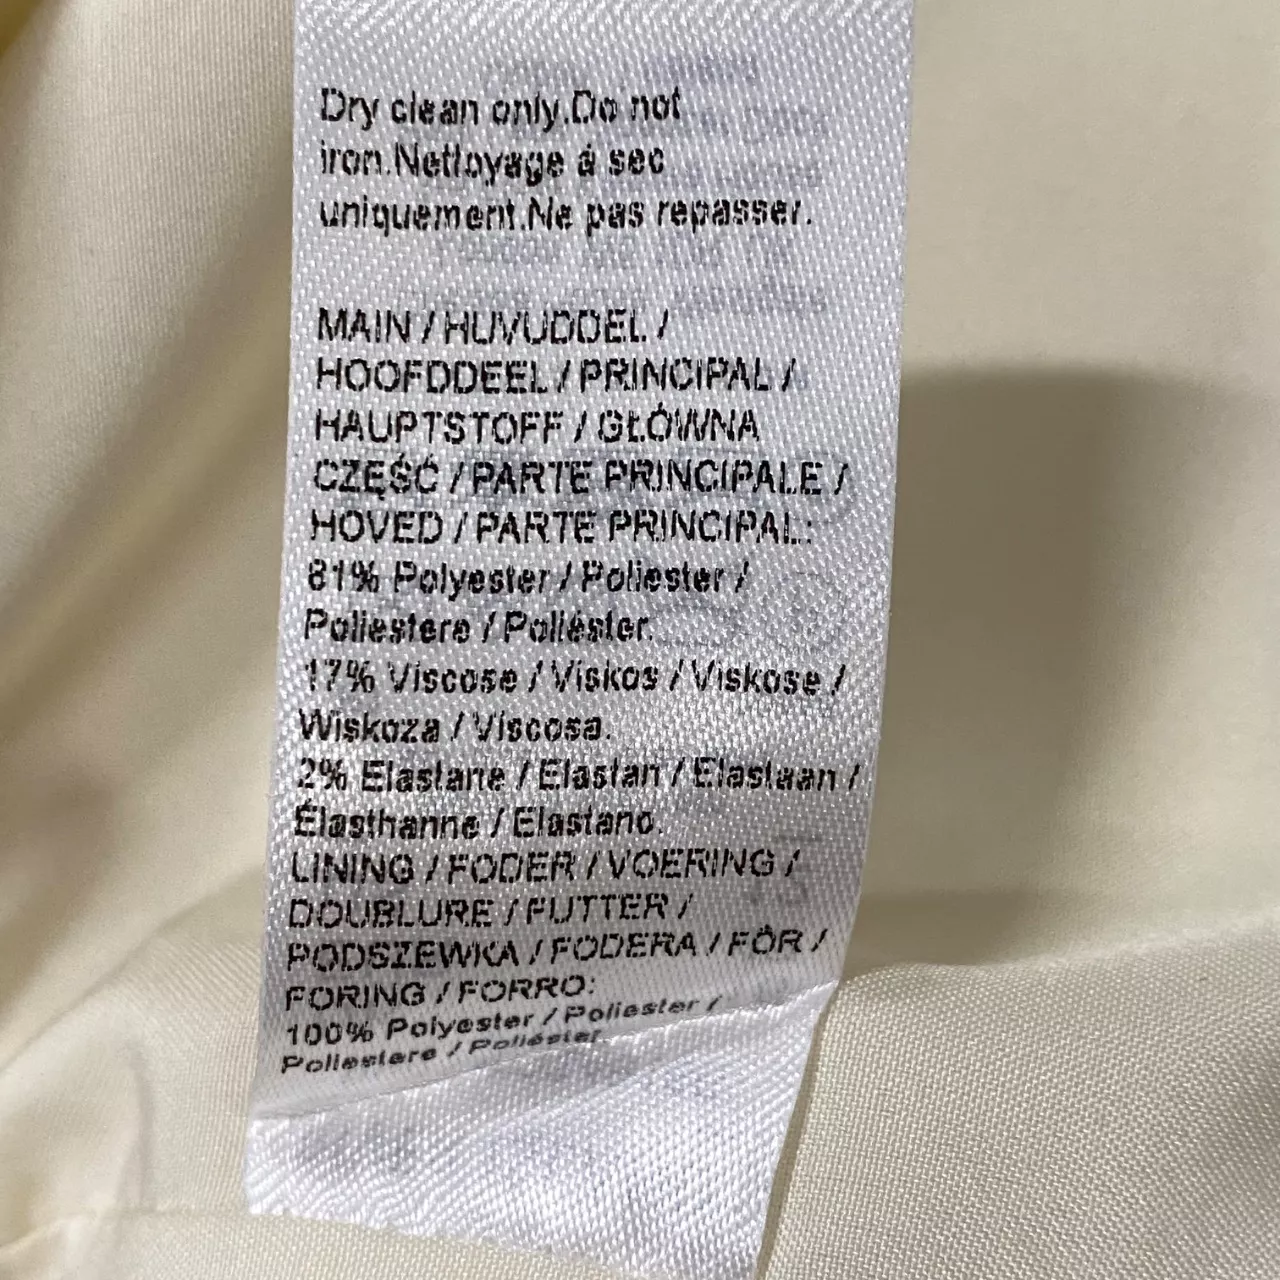 Dry clean only.Do not
iron.Nettoyage á sec
uniquement.Ne pas repasser.
MAIN / HUVUDDEL /
HOOFDDEEL / PRINCIPAL /
HAUPTSTOFF / GŁÓWNA
CZĘŚĆ / PARTE PRINCIPALE /
HOVED / PARTE PRINCIPAL:
81% Polyester / Poliester /
Poliestere / Poliéster.
17% Viscose / Viskos / Viskose /
Wiskoza / Viscosa.
2% Elastane / Elastan / Elastaan /
Élasthanne / Elastano.
LINING / FODER / VOERING /
DOUBLURE / FUTTER /
PODSZEWKA / FODERA / FÔR /
FORING / FORRO:
100% Polyester / Poliester /
Poliestere / Poliéster.